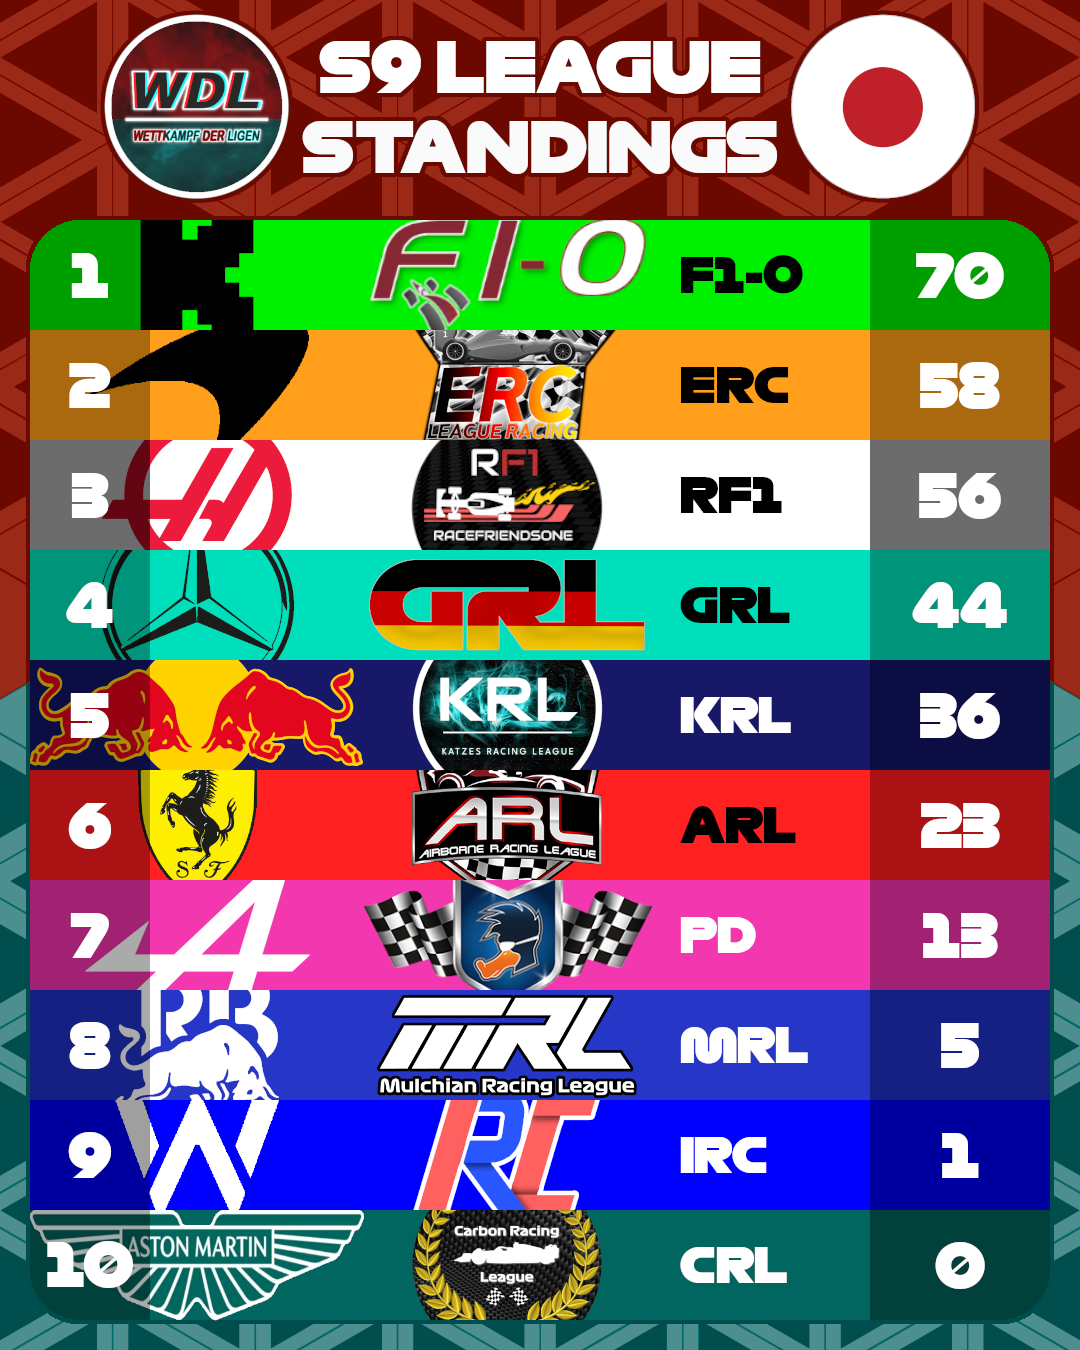 WDL
WETTKAMPF DER LIGEN
S9 LEAGUE
STANDINGS
1 F1-0 F1-0 70
2 ERC LEAGUE RACING ERC 58
3 RF1 RACEFRIENDSONE RF1 56
4 GRL GRL 44
5 KRL KATZES RACING LEAGUE KRL 36
6 S F ARL AIRBORNE RACING LEAGUE ARL 23
7 A PD 13
8 RB MRL Mulchian Racing League MRL 5
9 W IRC IRC 1
10 ASTON MARTIN Carbon Racing League CRL 0